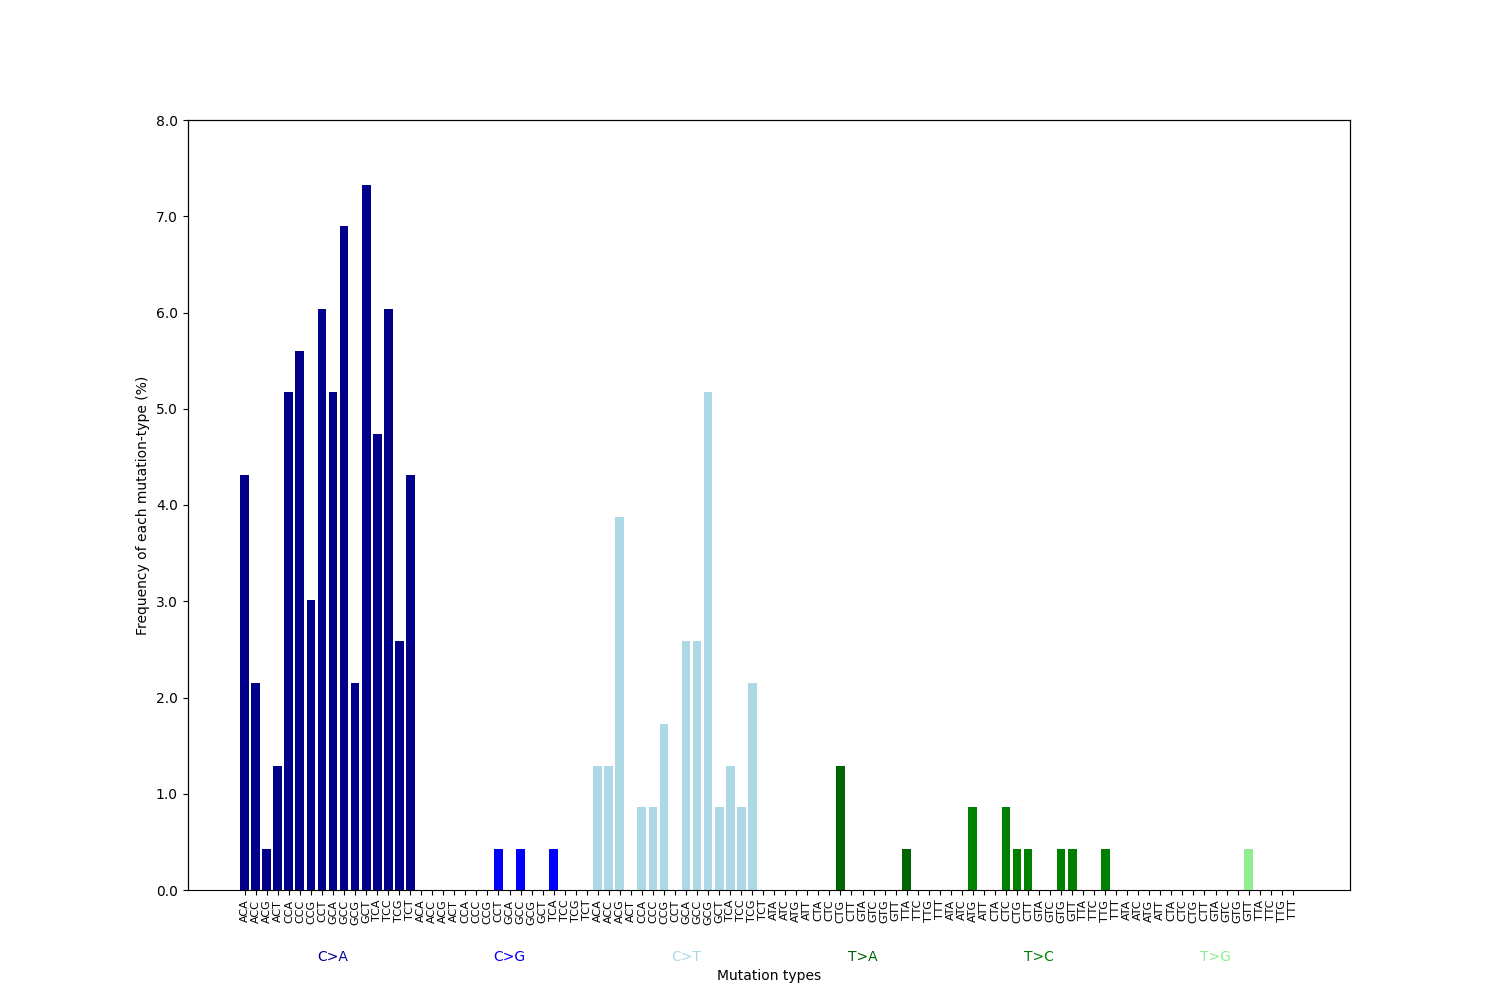 8.0
7.0
6.0
5.0
4.0
3.0
2.0
1.0
0.0
Frequency of each mutation-type (%)
ACA ACC ACG ACT CCA CCC CCG CCT GCA GCC GCG GCT TCA TCC TCG TCT ACA ACC ACG ACT CCA CCC CCG CCT GCA GCC GCG GCT TCA TCC TCG TCT ACA ACC ACG ACT CCA CCC CCG CCT GCA GCC GCG GCT TCA TCC TCG TCT ATA ATC ATG ATT CTA CTC CTG CTT GTA GTC GTG GTT TTA TTC TTG TTT ATA ATC ATG ATT CTA CTC CTG CTT GTA GTC GTG GTT TTA TTC TTG TTT ATA ATC ATG ATT CTA CTC CTG CTT GTA GTC GTG GTT TTA TTC TTG TTT
C>A C>G C>T T>A T>C T>G
Mutation types